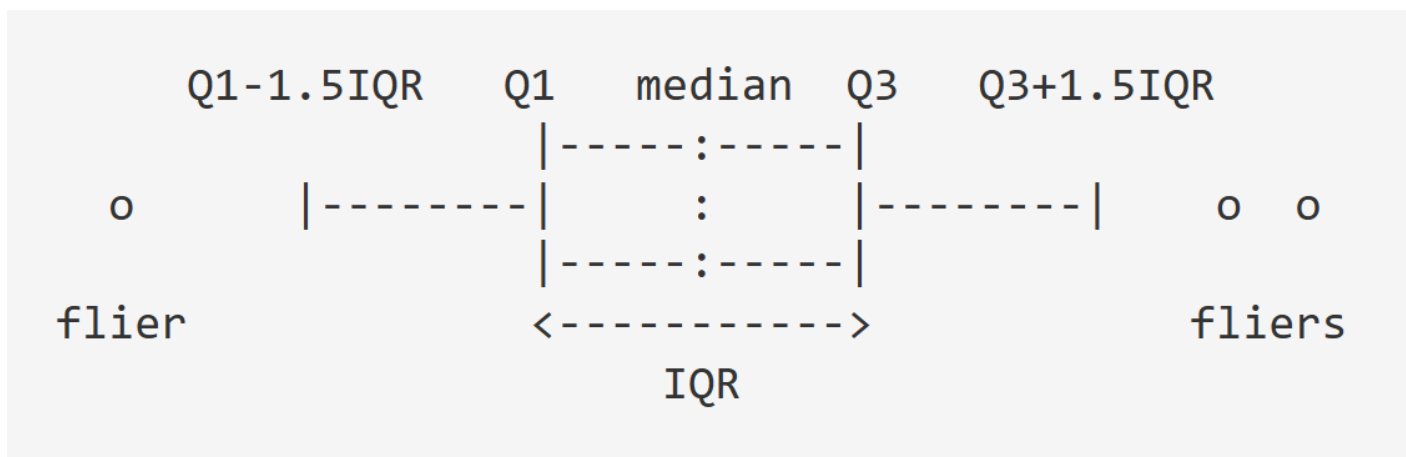 Q1-1.5IQR   Q1   median  Q3   Q3+1.5IQR
|-----:-----|
o      |--------|     :     |--------|    o  o
|-----:-----|
flier             <----------->            fliers
IQR